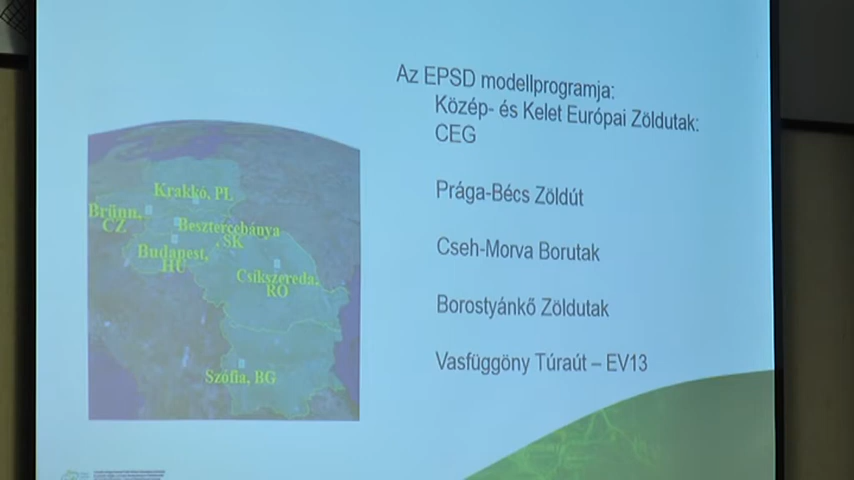 Az EPSD modellprogramja:
Közép- és Kelet Európai Zöldutak:
CEG
Prága-Bécs Zöldút
Cseh-Morva Borutak
Borostyánkő Zöldutak
Vasfüggöny Túraút – EV13
Krakkó, PL
Brünn,
CZ
Besztercebánya
, SK
Budapest,
HU
Csíkszereda,
RO
Szófia, BG